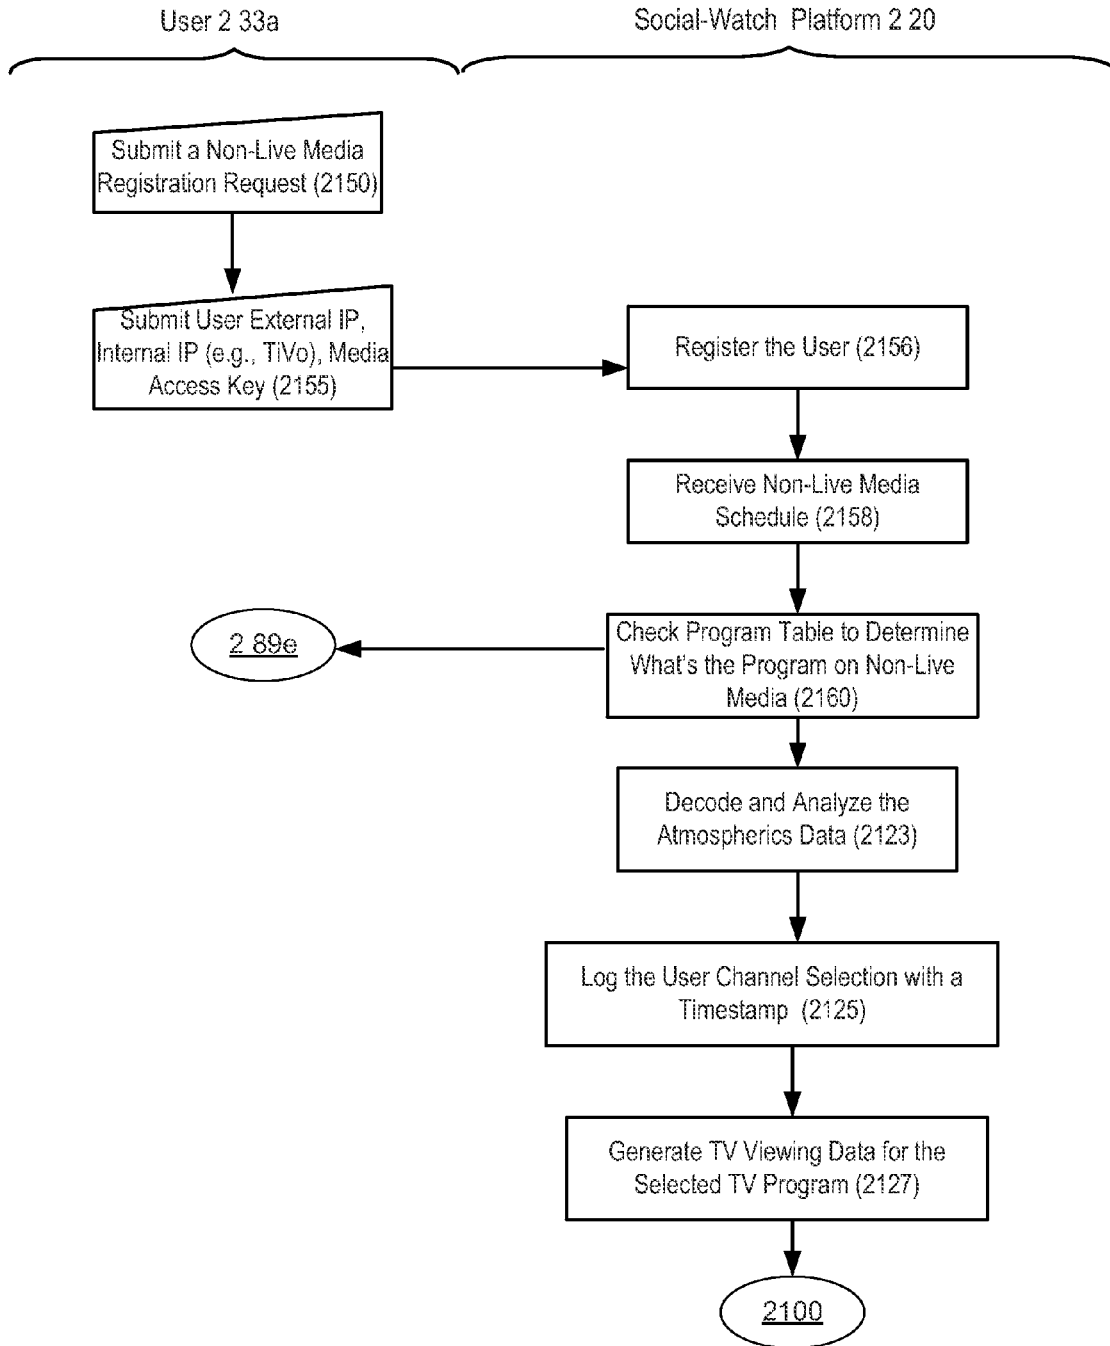 User 2 33a
Social-Watch Platform 2 20
Submit a Non-Live Media
Registration Request (2150)
Submit User External IP,
Internal IP (e.g., TiVo), Media
Access Key (2155)
Register the User (2156)
Receive Non-Live Media
Schedule (2158)
Check Program Table to Determine
What's the Program on Non-Live
Media (2160)
2 89e
Decode and Analyze the
Atmospherics Data (2123)
Log the User Channel Selection with a
Timestamp (2125)
Generate TV Viewing Data for the
Selected TV Program (2127)
2100